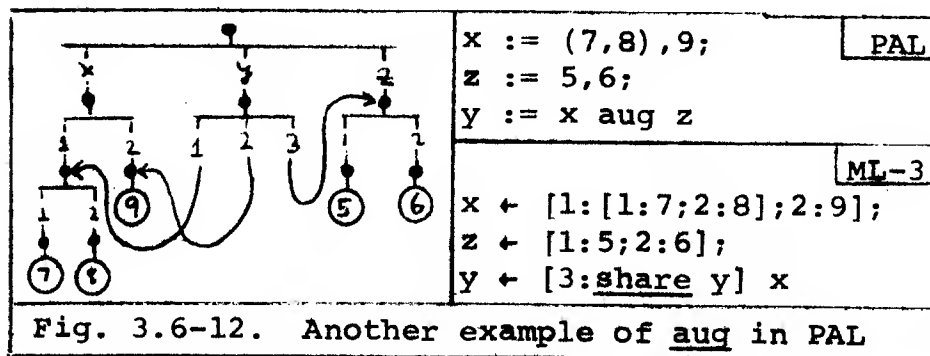 x y z
1 2 1 2 3 1 2
1 2 9 5 6
7 8
x := (7,8),9; PAL
z := 5,6;
y := x aug z
ML-3
x ← [1:[1:7;2:8];2:9];
z ← [1:5;2:6];
y ← [3:share y] x
Fig. 3.6-12. Another example of aug in PAL